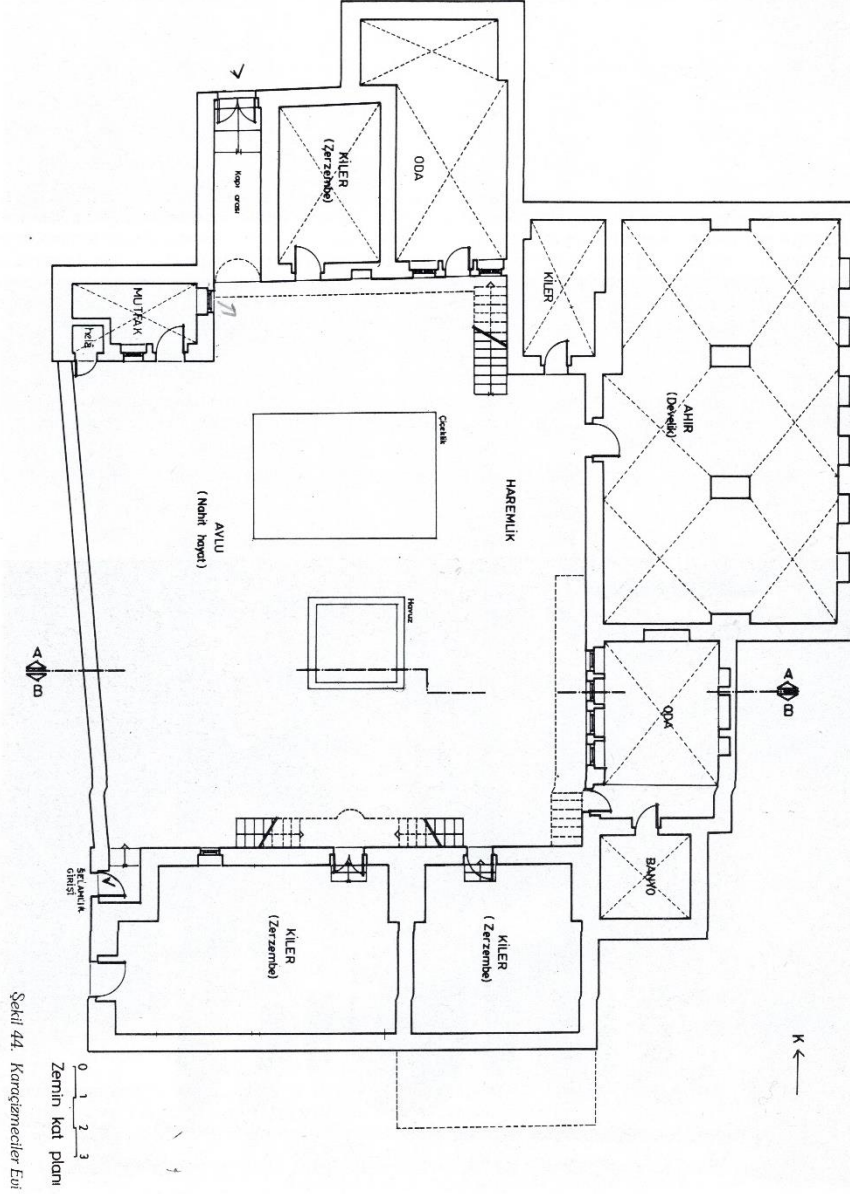 K
A
B
AHIR
(Develik)
ODA
BANYO
KİLER
HAREMLİK
KİLER
(Zerzembe)
Çiçeklik
ODA
Havuz
KİLER
(Zerzembe)
KİLER
(Zerzembe)
Kapı arası
AVLU
(Nahit hayat)
MUTFAK
helâ
SELAMLIK
GİRİŞİ
A
B
0 1 2 3
Zemin kat planı
Şekil 44. Karaçizmeciler Evi